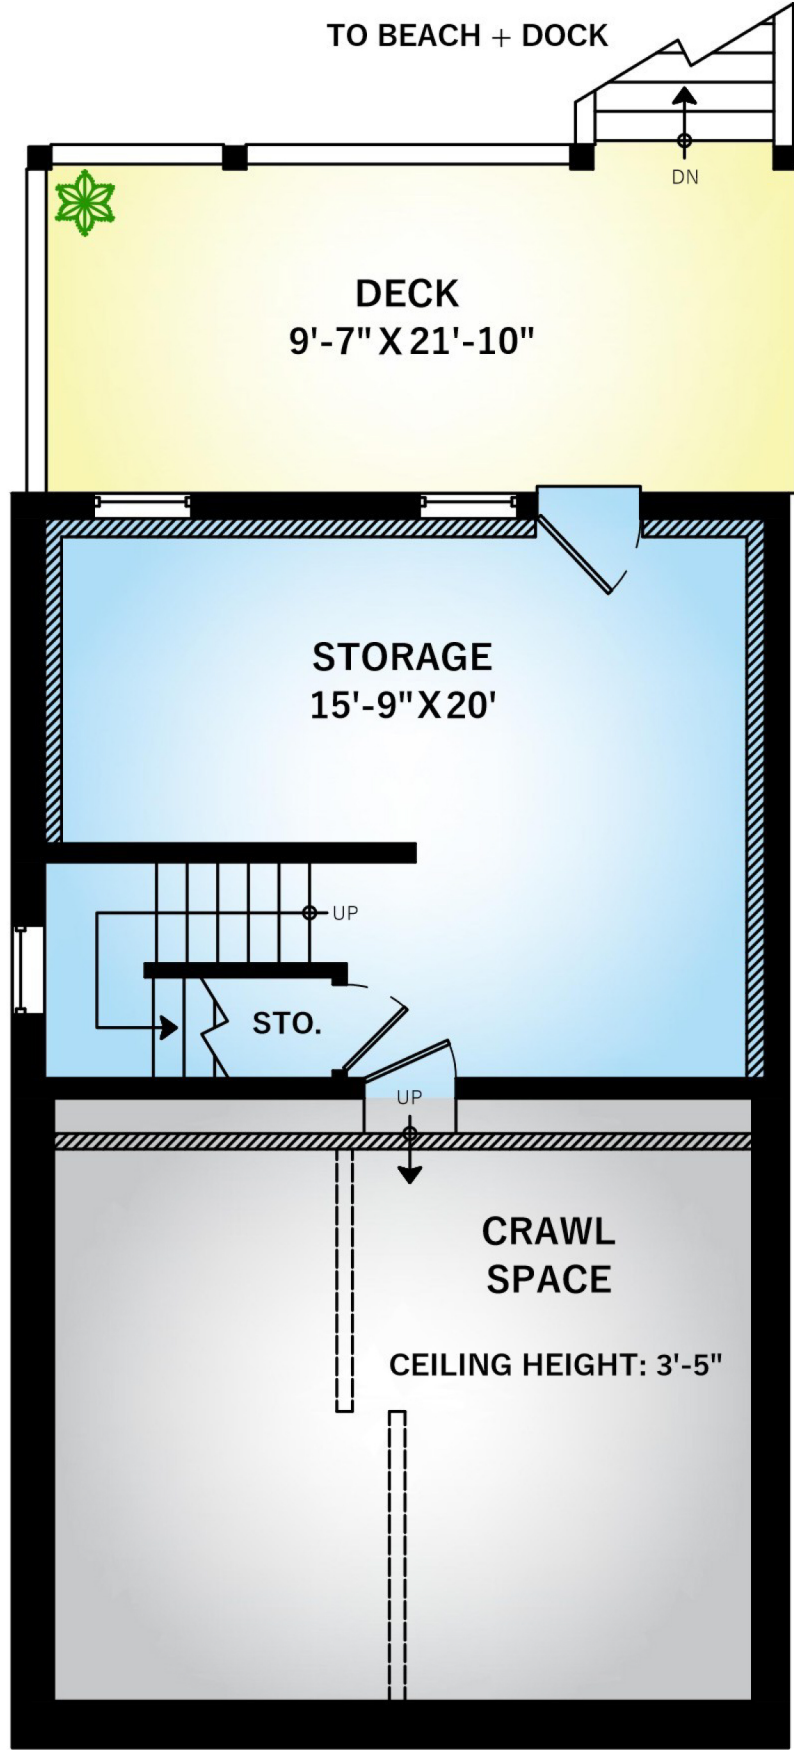 TO BEACH + DOCK
DN
DECK
9'-7" X 21'-10"
STORAGE
15'-9" X 20'
UP
STO.
UP
CRAWL
SPACE
CEILING HEIGHT: 3'-5"